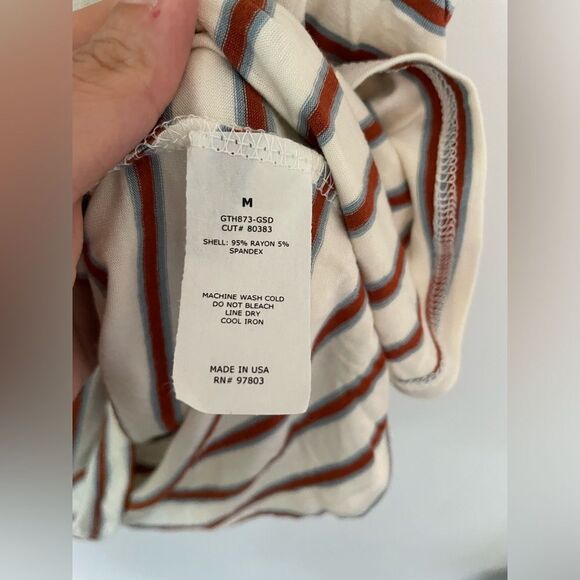 M
GTH873-GSD
CUT# 80383
SHELL: 95% RAYON 5%
SPANDEX
MACHINE WASH COLD
DO NOT BLEACH
LINE DRY
COOL IRON
MADE IN USA
RN# 97803